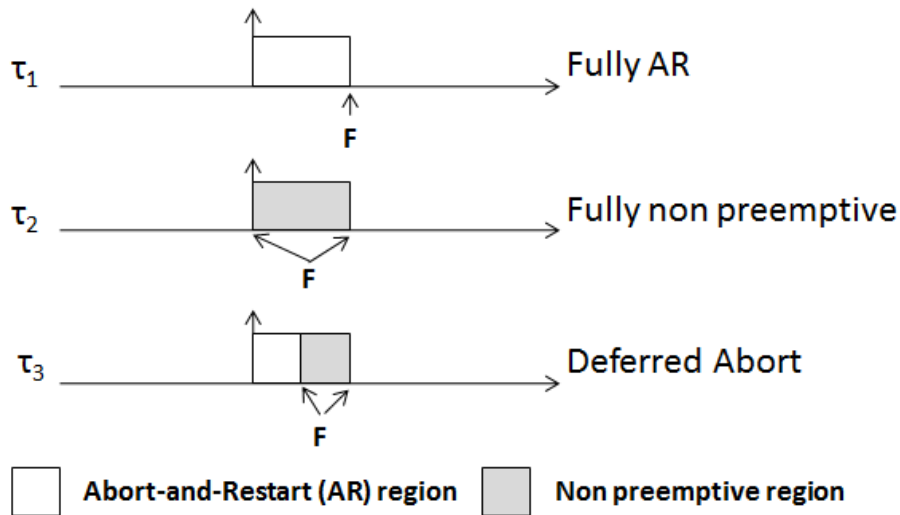 τ1 Fully AR
F
τ2 Fully non preemptive
F
τ3 Deferred Abort
F
Abort-and-Restart (AR) region Non preemptive region